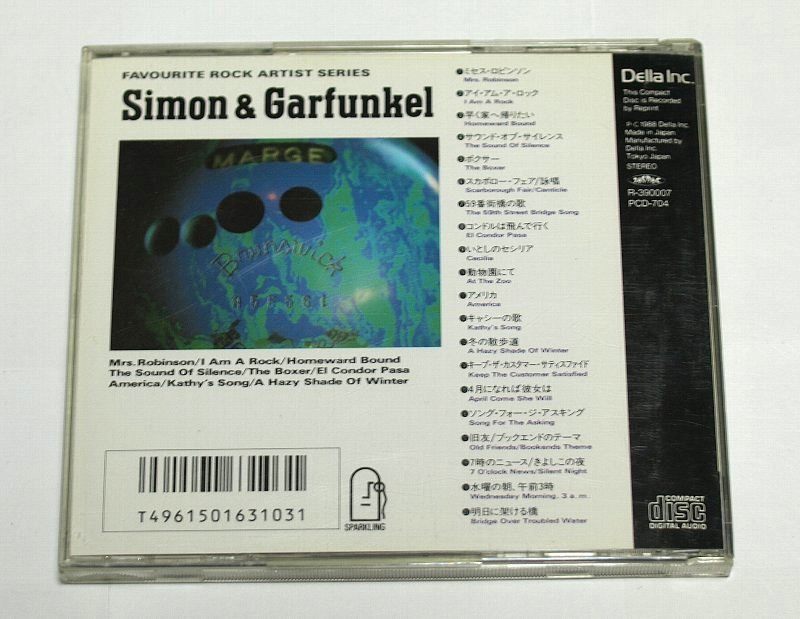 FAVOURITE ROCK ARTIST SERIES
Simon & Garfunkel
MARGE
Brunswick
Mrs.Robinson/I Am A Rock/Homeward Bound
The Sound Of Silence/The Boxer/El Condor Pasa
America/Kathy's Song/A Hazy Shade Of Winter
T4961501631031
SPARKLING
ミセス・ロビンソン
Mrs. Robinson
アイ・アム・ア・ロック
I Am A Rock
早く家へ帰りたい
Homeward Bound
サウンド・オブ・サイレンス
The Sound Of Silence
ボクサー
The Boxer
スカボロー・フェア/詠唱
Scarborough Fair/Canticle
59番街橋の歌
The 59th Street Bridge Song
コンドルは飛んで行く
El Condor Pasa
いとしのセシリア
Cecilia
動物園にて
At The Zoo
アメリカ
America
キャシーの歌
Kathy's Song
冬の散歩道
A Hazy Shade Of Winter
キープ・ザ・カスタマー・サティスファイド
Keep The Customer Satisfied
4月になれば彼女は
April Come She Will
ソング・フォー・ジ・アスキング
Song For The Asking
旧友/ブックエンドのテーマ
Old Friends/Bookends Theme
7時のニュース/きよしこの夜
7 O'clock News/Silent Night
水曜の朝、午前3時
Wednesday Morning, 3 a.m.
明日に架ける橋
Bridge Over Troubled Water
Della Inc.
This Compact
Disc is Recorded
by Reprint
℗ © 1988 Della Inc.
Made in Japan
Manufactured by
Della Inc.
Tokyo Japan
STEREO
R-390007
PCD-704
COMPACT
disc
DIGITAL AUDIO